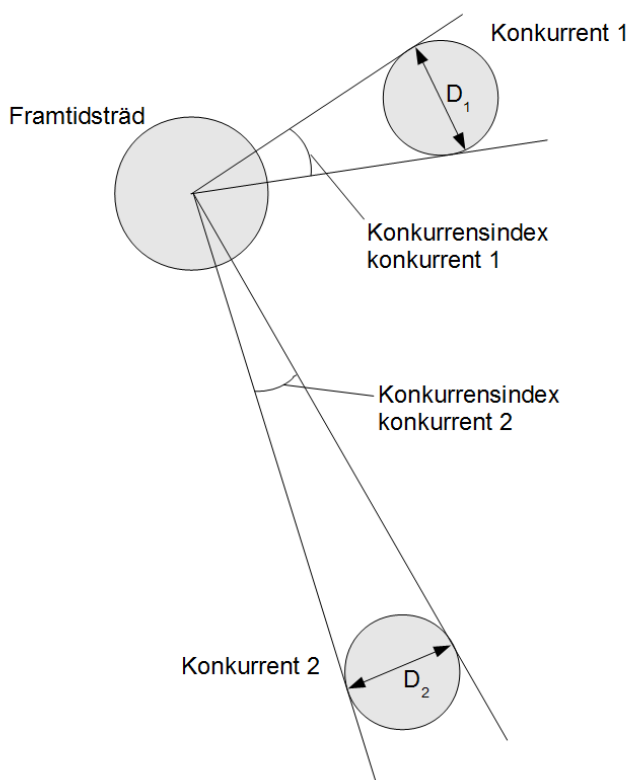 Konkurrent 1
D₁
Framtidsträd
Konkurrensindex
konkurrent 1
Konkurrensindex
konkurrent 2
Konkurrent 2
D₂